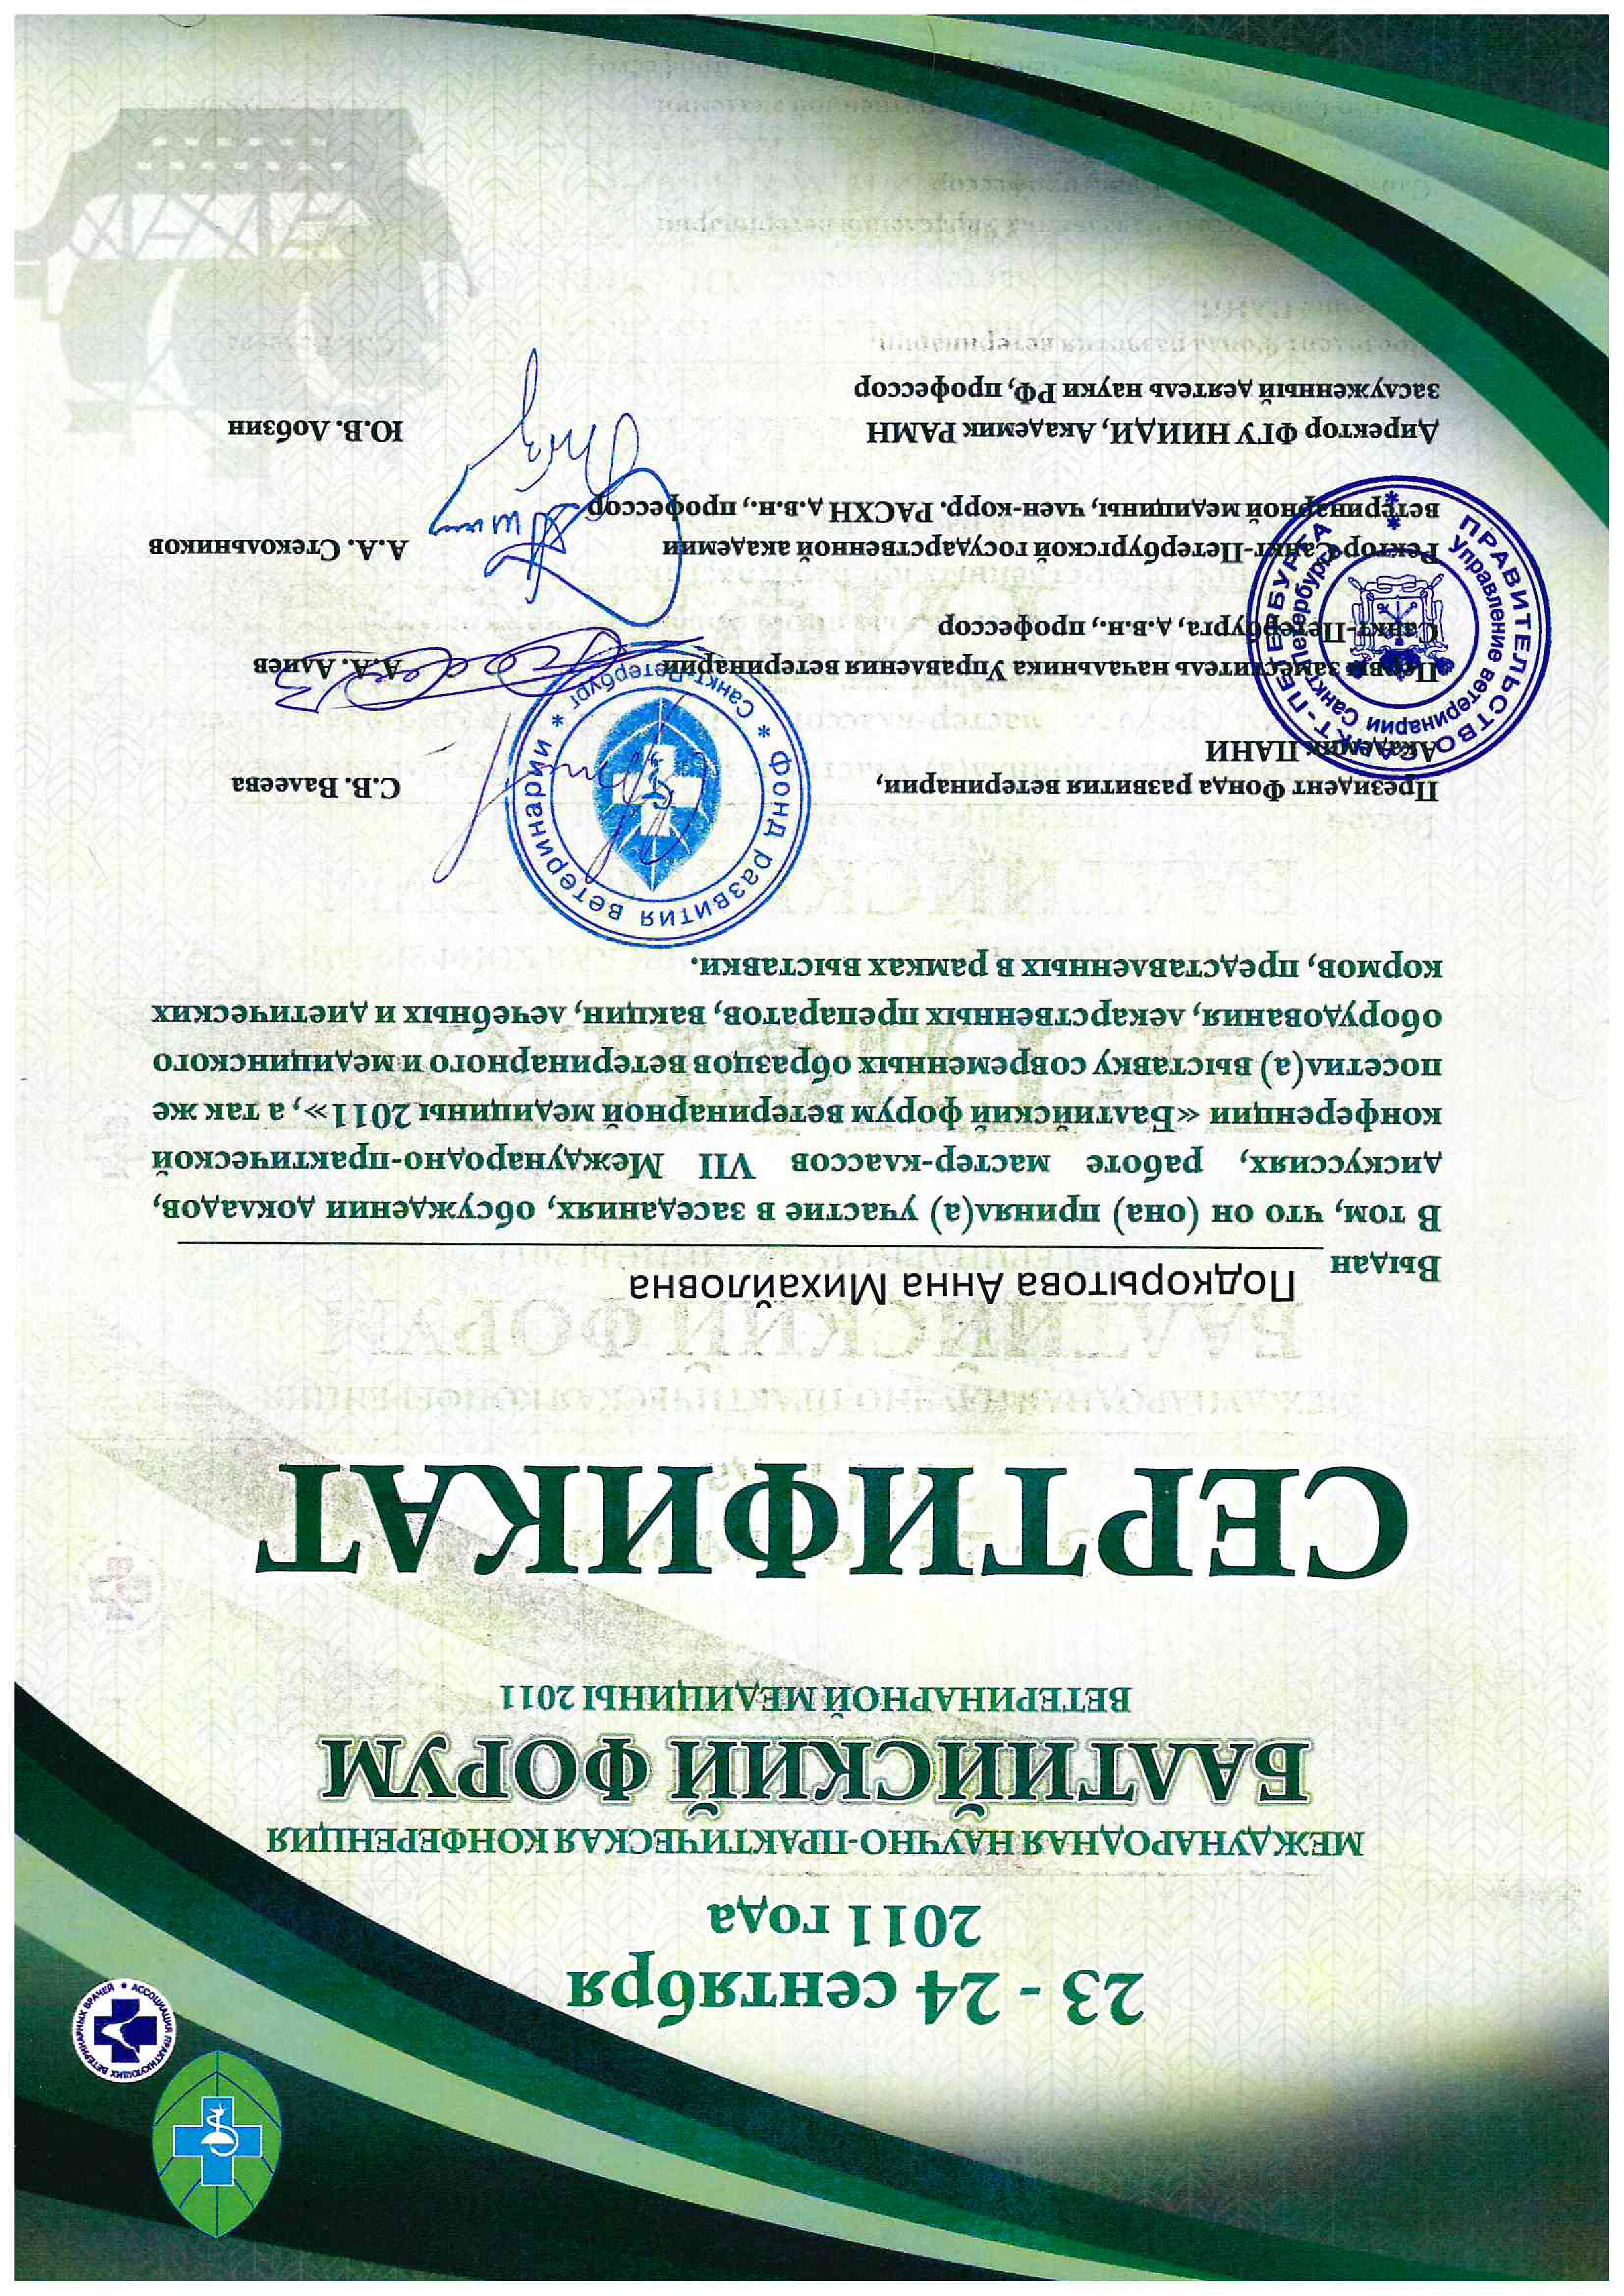 АССОЦИАЦИЯ ПРАКТИКУЮЩИХ ВЕТЕРИНАРНЫХ ВРАЧЕЙ
23 - 24 сентября
2011 года
МЕЖДУНАРОДНАЯ НАУЧНО-ПРАКТИЧЕСКАЯ КОНФЕРЕНЦИЯ
БАЛТИЙСКИЙ ФОРУМ
ВЕТЕРИНАРНОЙ МЕДИЦИНЫ 2011
СЕРТИФИКАТ
Выдан Подкорытова Анна Михайловна
В том, что он (она) принял(а) участие в заседаниях, обсуждении докладов,
дискуссиях, работе мастер-классов VII Международно-практической
конференции «Балтийский форум ветеринарной медицины 2011», а так же
посетил(а) выставку современных образцов ветеринарного и медицинского
оборудования, лекарственных препаратов, вакцин, лечебных и диетических
кормов, представленных в рамках выставки.
Фонд развития ветеринарии
* Санкт-Петербург *
Президент Фонда развития ветеринарии, С.В. Валеева
Академик ПАНИ
ПРАВИТЕЛЬСТВО САНКТ-ПЕТЕРБУРГА
Управление ветеринарии Санкт-Петербурга
заместитель начальника Управления ветеринарии А.А. Алиев
Санкт-Петербурга, д.в.н., профессор
Ректор Санкт-Петербургской государственной академии А.А. Стекольников
ветеринарной медицины, член-корр. РАСХН д.в.н., профессор
Директор ФГУ НИИДИ, Академик РАМН Ю.В. Лобзин
заслуженный деятель науки РФ, профессор